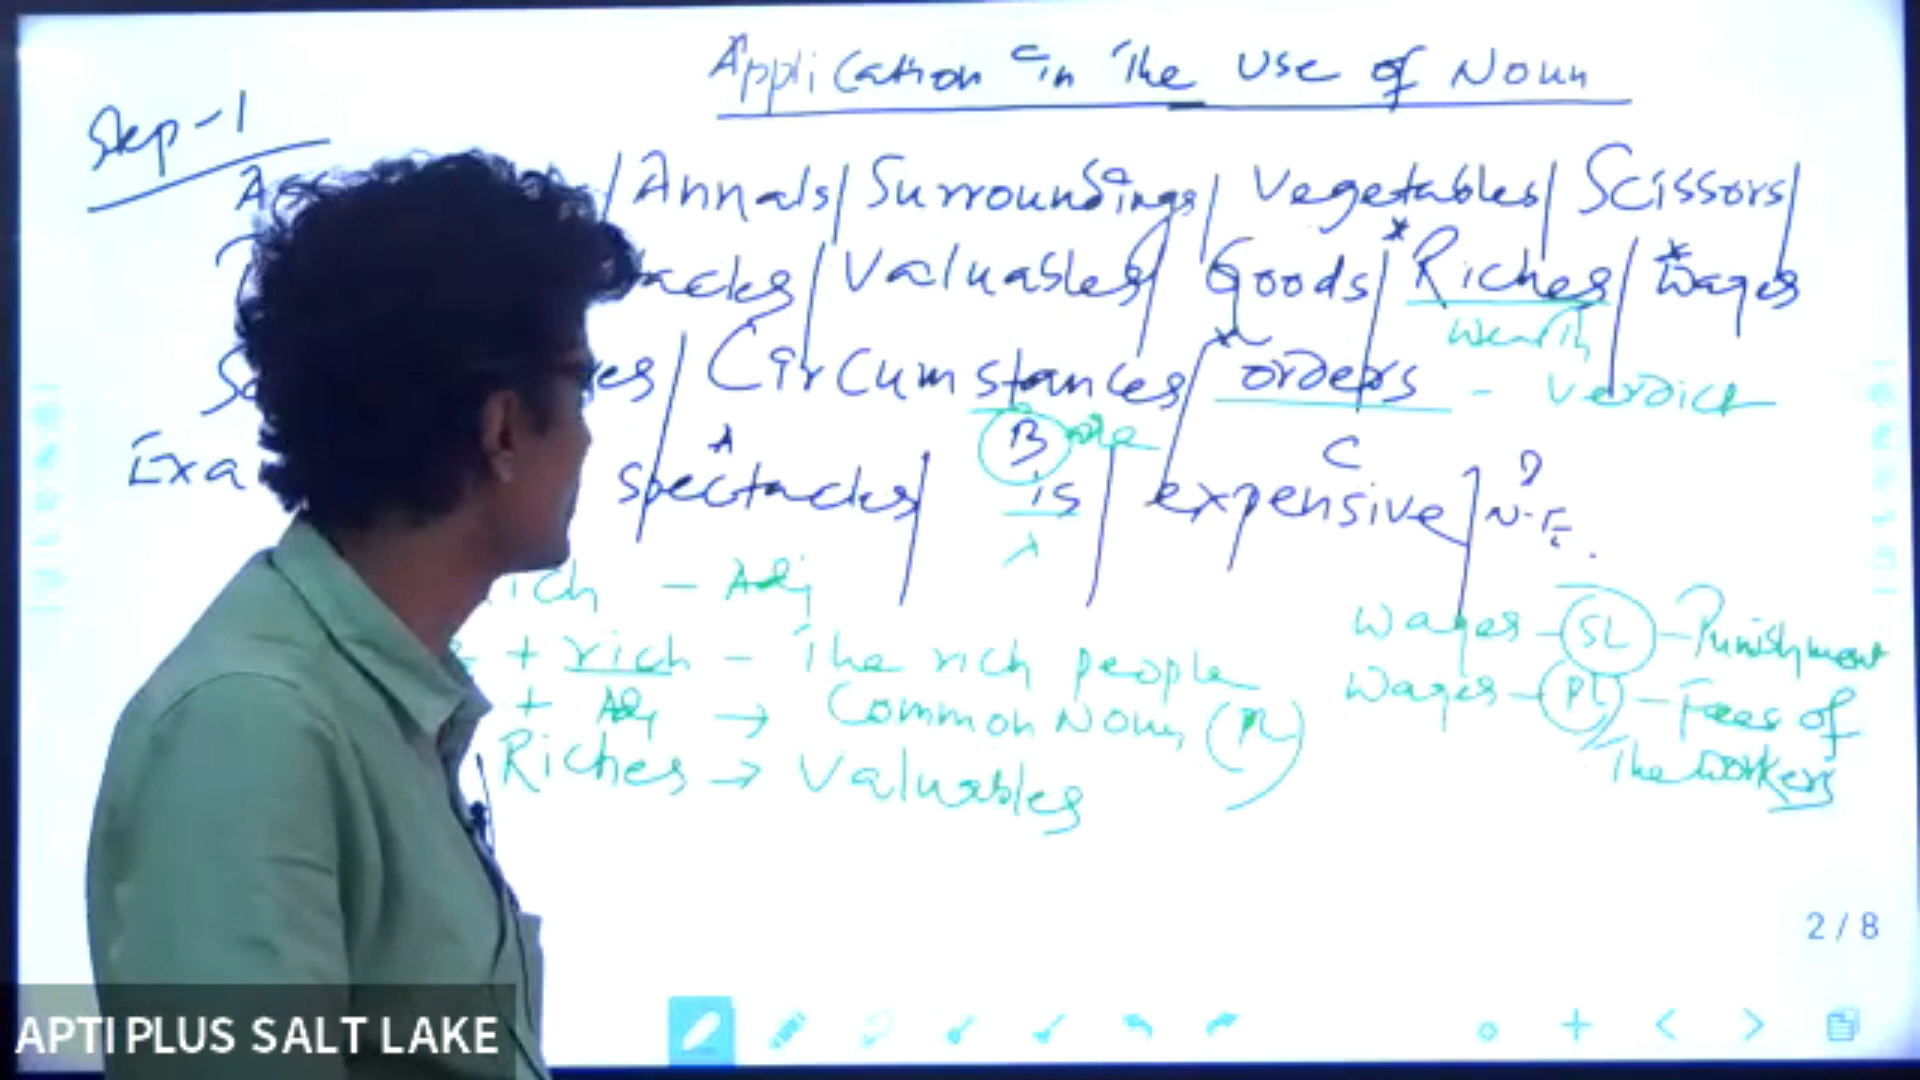 Application in The Use of Noun
Step-1
Annals / Surroundings / Vegetables / Scissors /
Valuables / Goods / Riches / Wages
Wealth
Circumstances / orders - Verdict
A B are C D
Exa spectacles / is / expensive / N.E.
ich - Adj
+ rich - The rich people
+ Adj → Common Noun (PL)
Riches → Valuables
Wages - SL - Punishment
Wages - PL - Fees of
The workers
2 / 8
APTI PLUS SALT LAKE